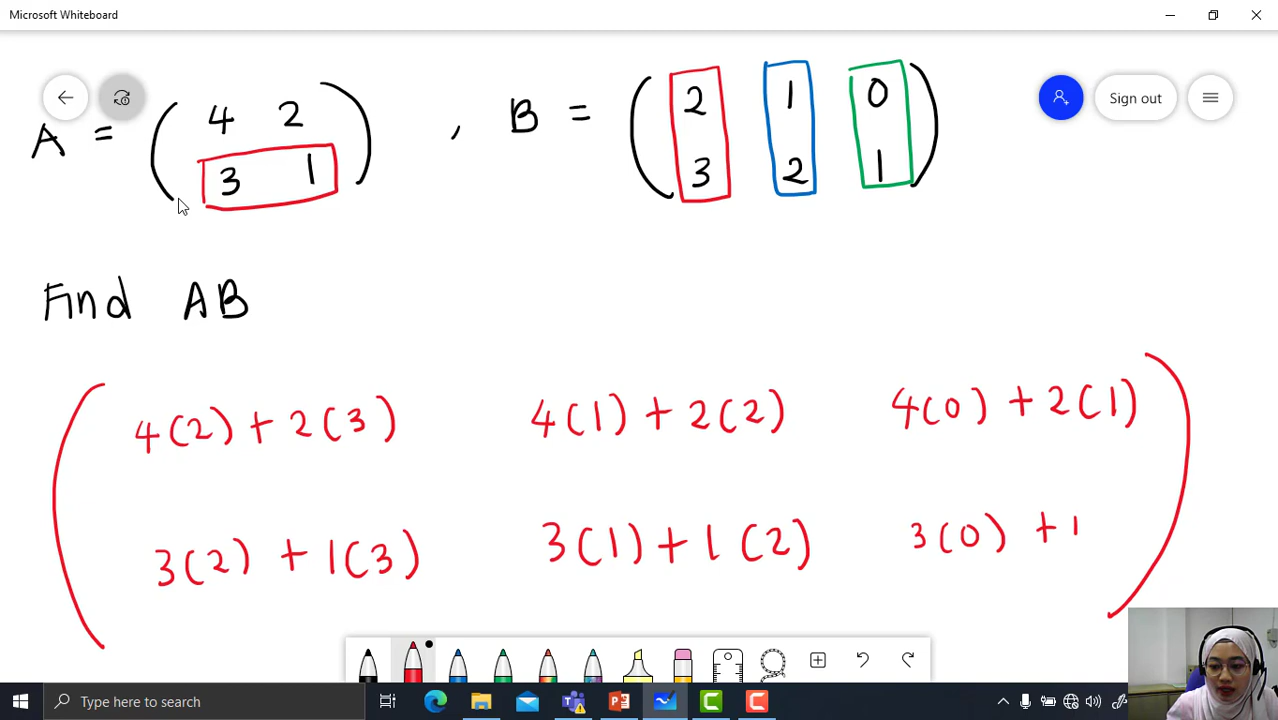 Microsoft Whiteboard
A = ( 4 2 , B = ( 2 1 0
3 1 ) 3 2 1 )
Sign out
Find AB
4(2) + 2(3) 4(1) + 2(2) 4(0) + 2(1)
3(2) + 1(3) 3(1) + 1(2) 3(0) + 1
Type here to search